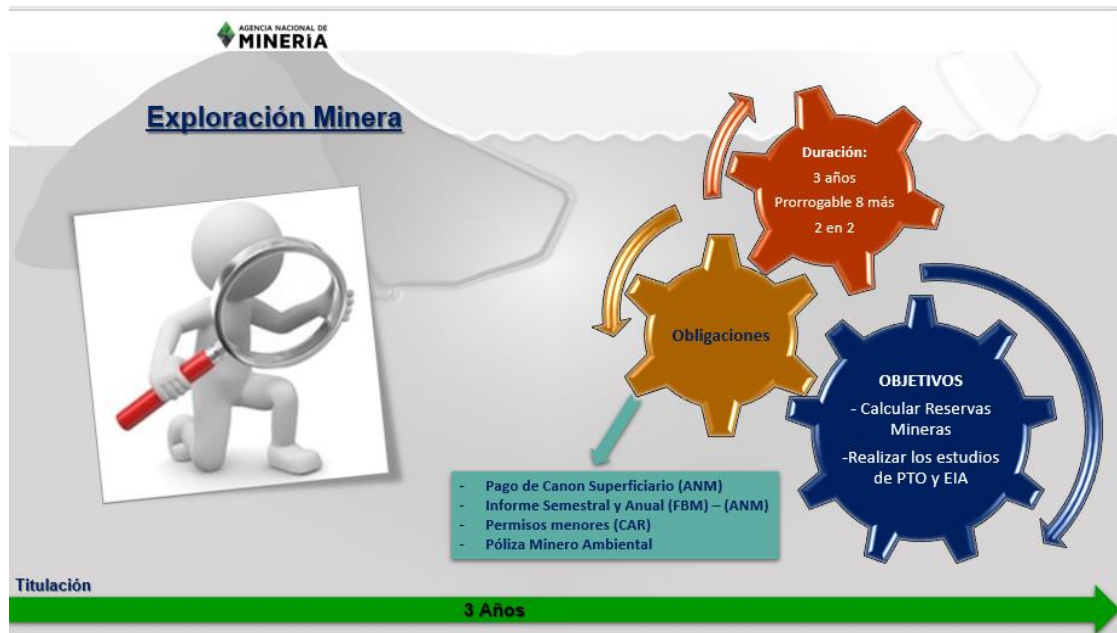 AGENCIA NACIONAL DE
MINERÍA
Exploración Minera
Duración:
3 años
Prorrogable 8 más
2 en 2
Obligaciones
OBJETIVOS
- Calcular Reservas
Mineras
-Realizar los estudios
de PTO y EIA
- Pago de Canon Superficiario (ANM)
- Informe Semestral y Anual (FBM) – (ANM)
- Permisos menores (CAR)
- Póliza Minero Ambiental
Titulación
3 Años